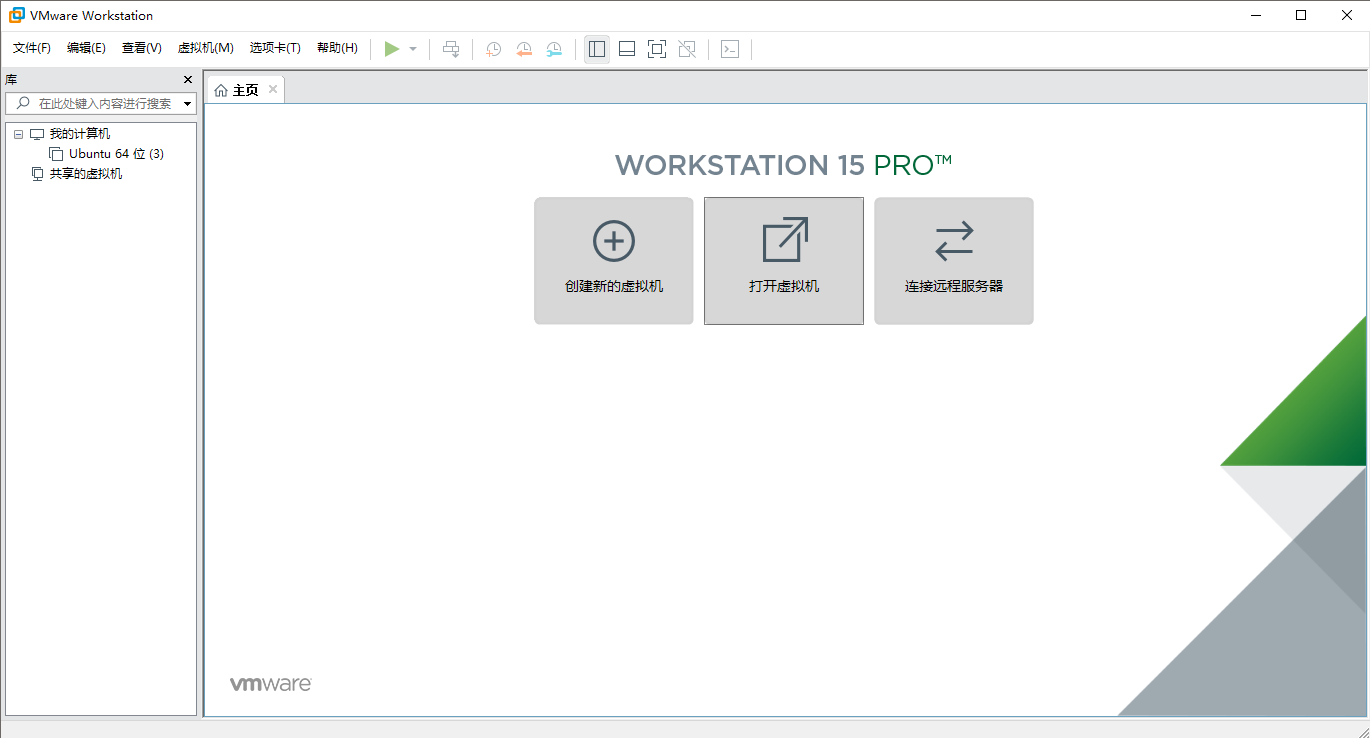 VMware Workstation
文件(F) 编辑(E) 查看(V) 虚拟机(M) 选项卡(T) 帮助(H)
库
主页
在此处键入内容进行搜索
我的计算机
Ubuntu 64 位 (3)
共享的虚拟机
WORKSTATION 15 PRO™
创建新的虚拟机
打开虚拟机
连接远程服务器
vmware